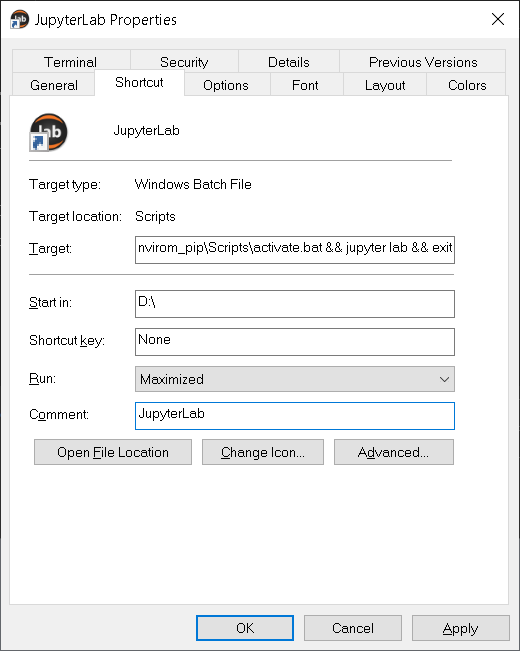 JupyterLab Properties
Terminal Security Details Previous Versions
General Shortcut Options Font Layout Colors
lab
JupyterLab
Target type: Windows Batch File
Target location: Scripts
Target: nvirom_pip\Scripts\activate.bat && jupyter lab && exit
Start in: D:\
Shortcut key: None
Run: Maximized
Comment: JupyterLab
Open File Location Change Icon... Advanced...
OK Cancel Apply